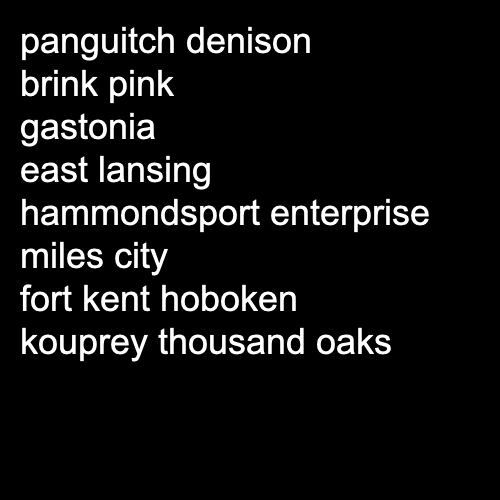 panguitch denison
brink pink
gastonia
east lansing
hammondsport enterprise
miles city
fort kent hoboken
kouprey thousand oaks